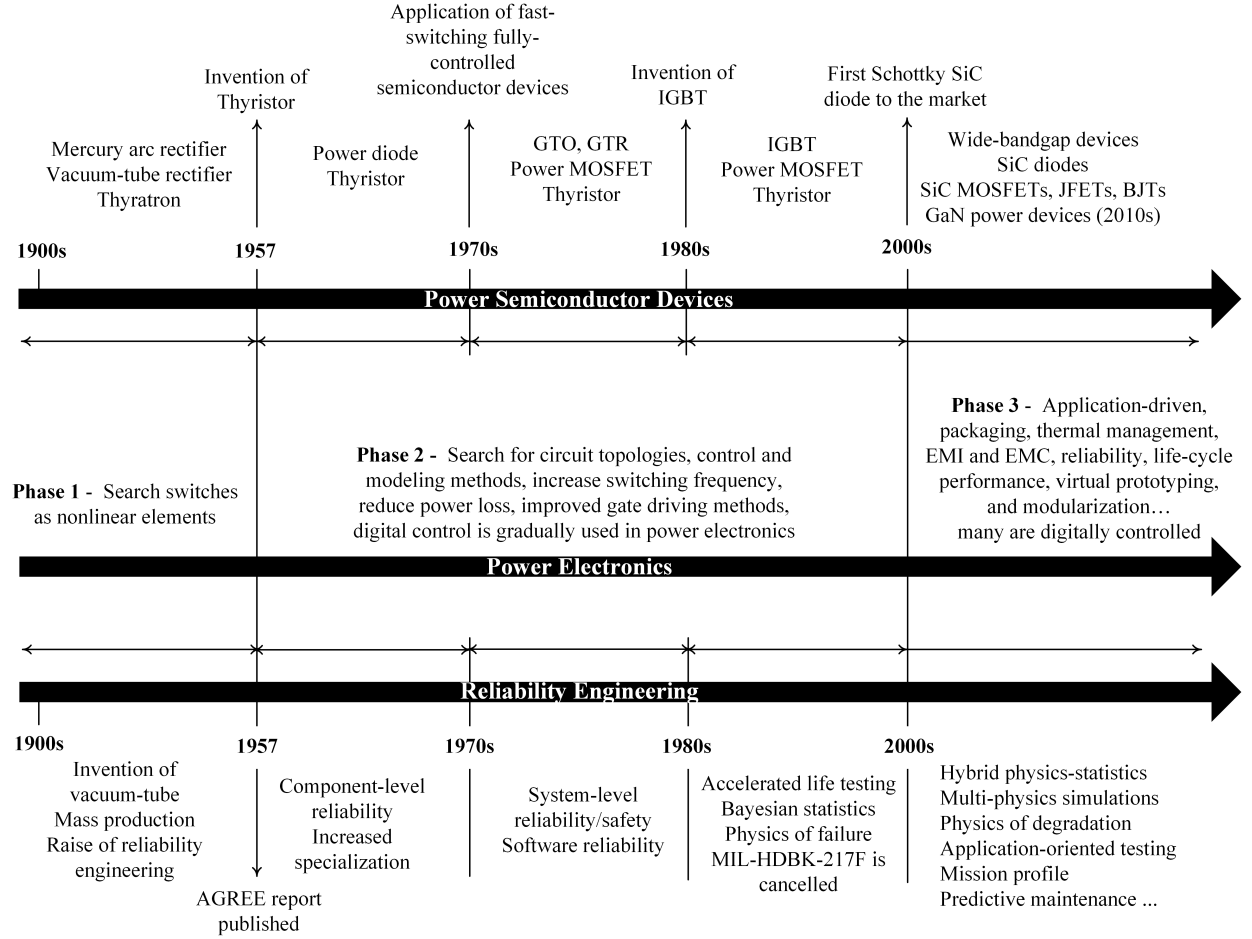 Application of fast-
switching fully-
controlled
semiconductor devices
Invention of
Thyristor
Invention of
IGBT
First Schottky SiC
diode to the market
Mercury arc rectifier
Vacuum-tube rectifier
Thyratron
Power diode
Thyristor
GTO, GTR
Power MOSFET
Thyristor
IGBT
Power MOSFET
Thyristor
Wide-bandgap devices
SiC diodes
SiC MOSFETs, JFETs, BJTs
GaN power devices (2010s)
1900s
1957
1970s
1980s
2000s
Power Semiconductor Devices
Phase 1 - Search switches
as nonlinear elements
Phase 2 - Search for circuit topologies, control and
modeling methods, increase switching frequency,
reduce power loss, improved gate driving methods,
digital control is gradually used in power electronics
Phase 3 - Application-driven,
packaging, thermal management,
EMI and EMC, reliability, life-cycle
performance, virtual prototyping,
and modularization…
many are digitally controlled
Power Electronics
Reliability Engineering
1900s
1957
1970s
1980s
2000s
Invention of
vacuum-tube
Mass production
Raise of reliability
engineering
AGREE report
published
Component-level
reliability
Increased
specialization
System-level
reliability/safety
Software reliability
Accelerated life testing
Bayesian statistics
Physics of failure
MIL-HDBK-217F is
cancelled
Hybrid physics-statistics
Multi-physics simulations
Physics of degradation
Application-oriented testing
Mission profile
Predictive maintenance ...